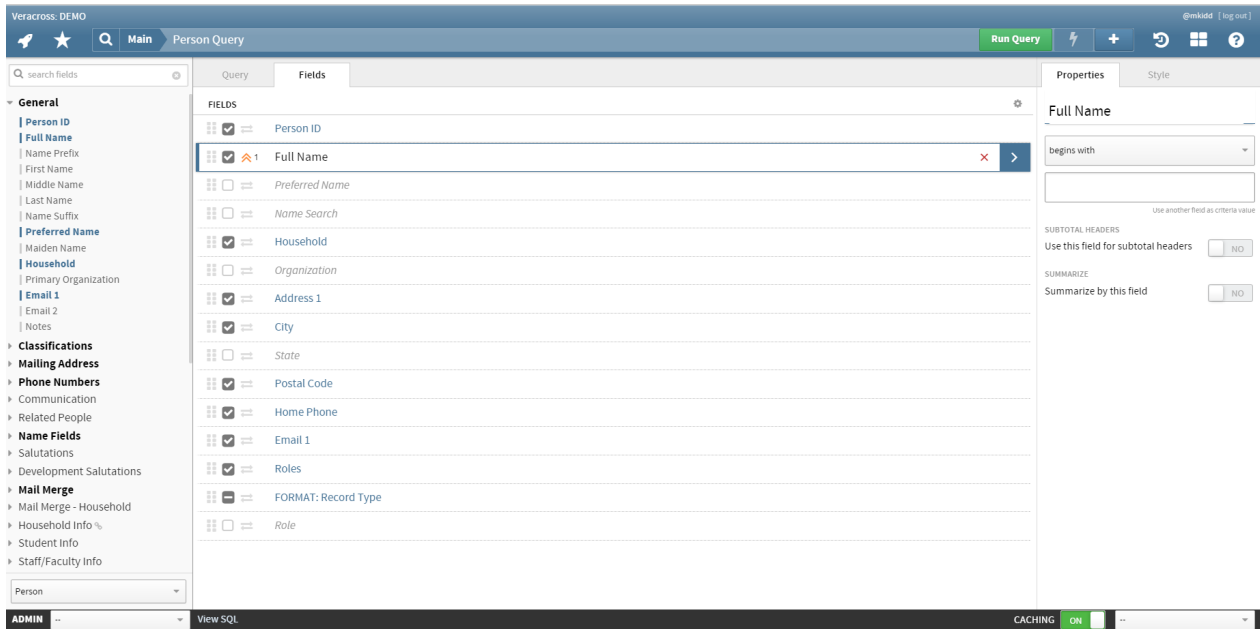 Veracross: DEMO
@mkidd [ log out ]
Main
Person Query
Run Query
search fields
General
Person ID
Full Name
Name Prefix
First Name
Middle Name
Last Name
Name Suffix
Preferred Name
Maiden Name
Household
Primary Organization
Email 1
Email 2
Notes
Classifications
Mailing Address
Phone Numbers
Communication
Related People
Name Fields
Salutations
Development Salutations
Mail Merge
Mail Merge - Household
Household Info
Student Info
Staff/Faculty Info
Person
Query
Fields
FIELDS
Person ID
1 Full Name
Preferred Name
Name Search
Household
Organization
Address 1
City
State
Postal Code
Home Phone
Email 1
Roles
FORMAT: Record Type
Role
Properties
Style
Full Name
begins with
Use another field as criteria value
SUBTOTAL HEADERS
Use this field for subtotal headers
NO
SUMMARIZE
Summarize by this field
NO
ADMIN
--
View SQL
CACHING
ON
--